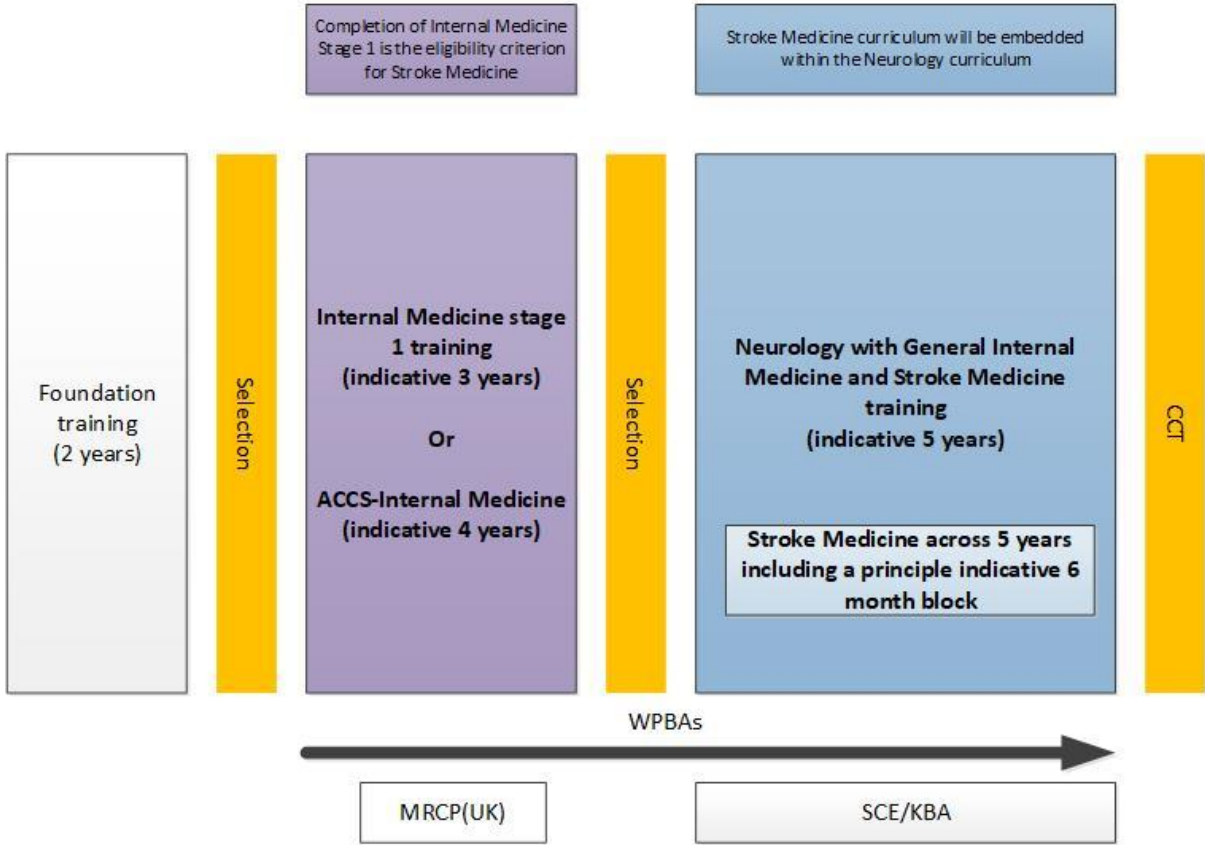 Completion of Internal Medicine
Stage 1 is the eligibility criterion
for Stroke Medicine
Stroke Medicine curriculum will be embedded
within the Neurology curriculum
Foundation
training
(2 years)
Selection
Internal Medicine stage
1 training
(indicative 3 years)
Or
ACCS-Internal Medicine
(indicative 4 years)
Selection
Neurology with General Internal
Medicine and Stroke Medicine
training
(indicative 5 years)
Stroke Medicine across 5 years
including a principle indicative 6
month block
CCT
WPBAs
MRCP(UK)
SCE/KBA